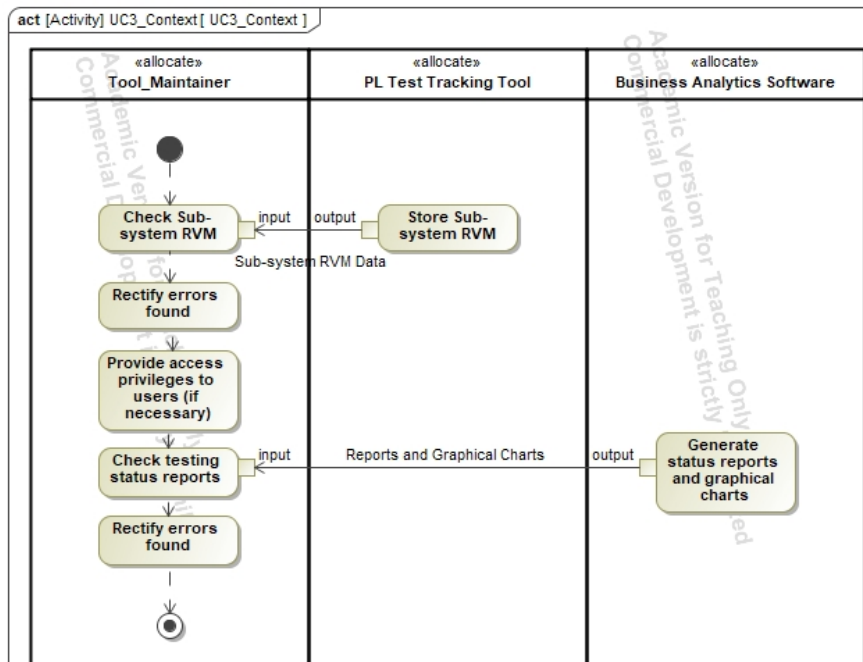 act [Activity] UC3_Context [ UC3_Context ]
«allocate»
Tool_Maintainer
«allocate»
PL Test Tracking Tool
«allocate»
Business Analytics Software
Check Sub-
system RVM
input
output
Store Sub-
system RVM
Sub-system RVM Data
Rectify errors
found
Provide access
privileges to
users (if
necessary)
Check testing
status reports
input
Reports and Graphical Charts
output
Generate
status reports
and graphical
charts
Rectify errors
found
Academic Version for Teaching Only
Commercial Development is strictly